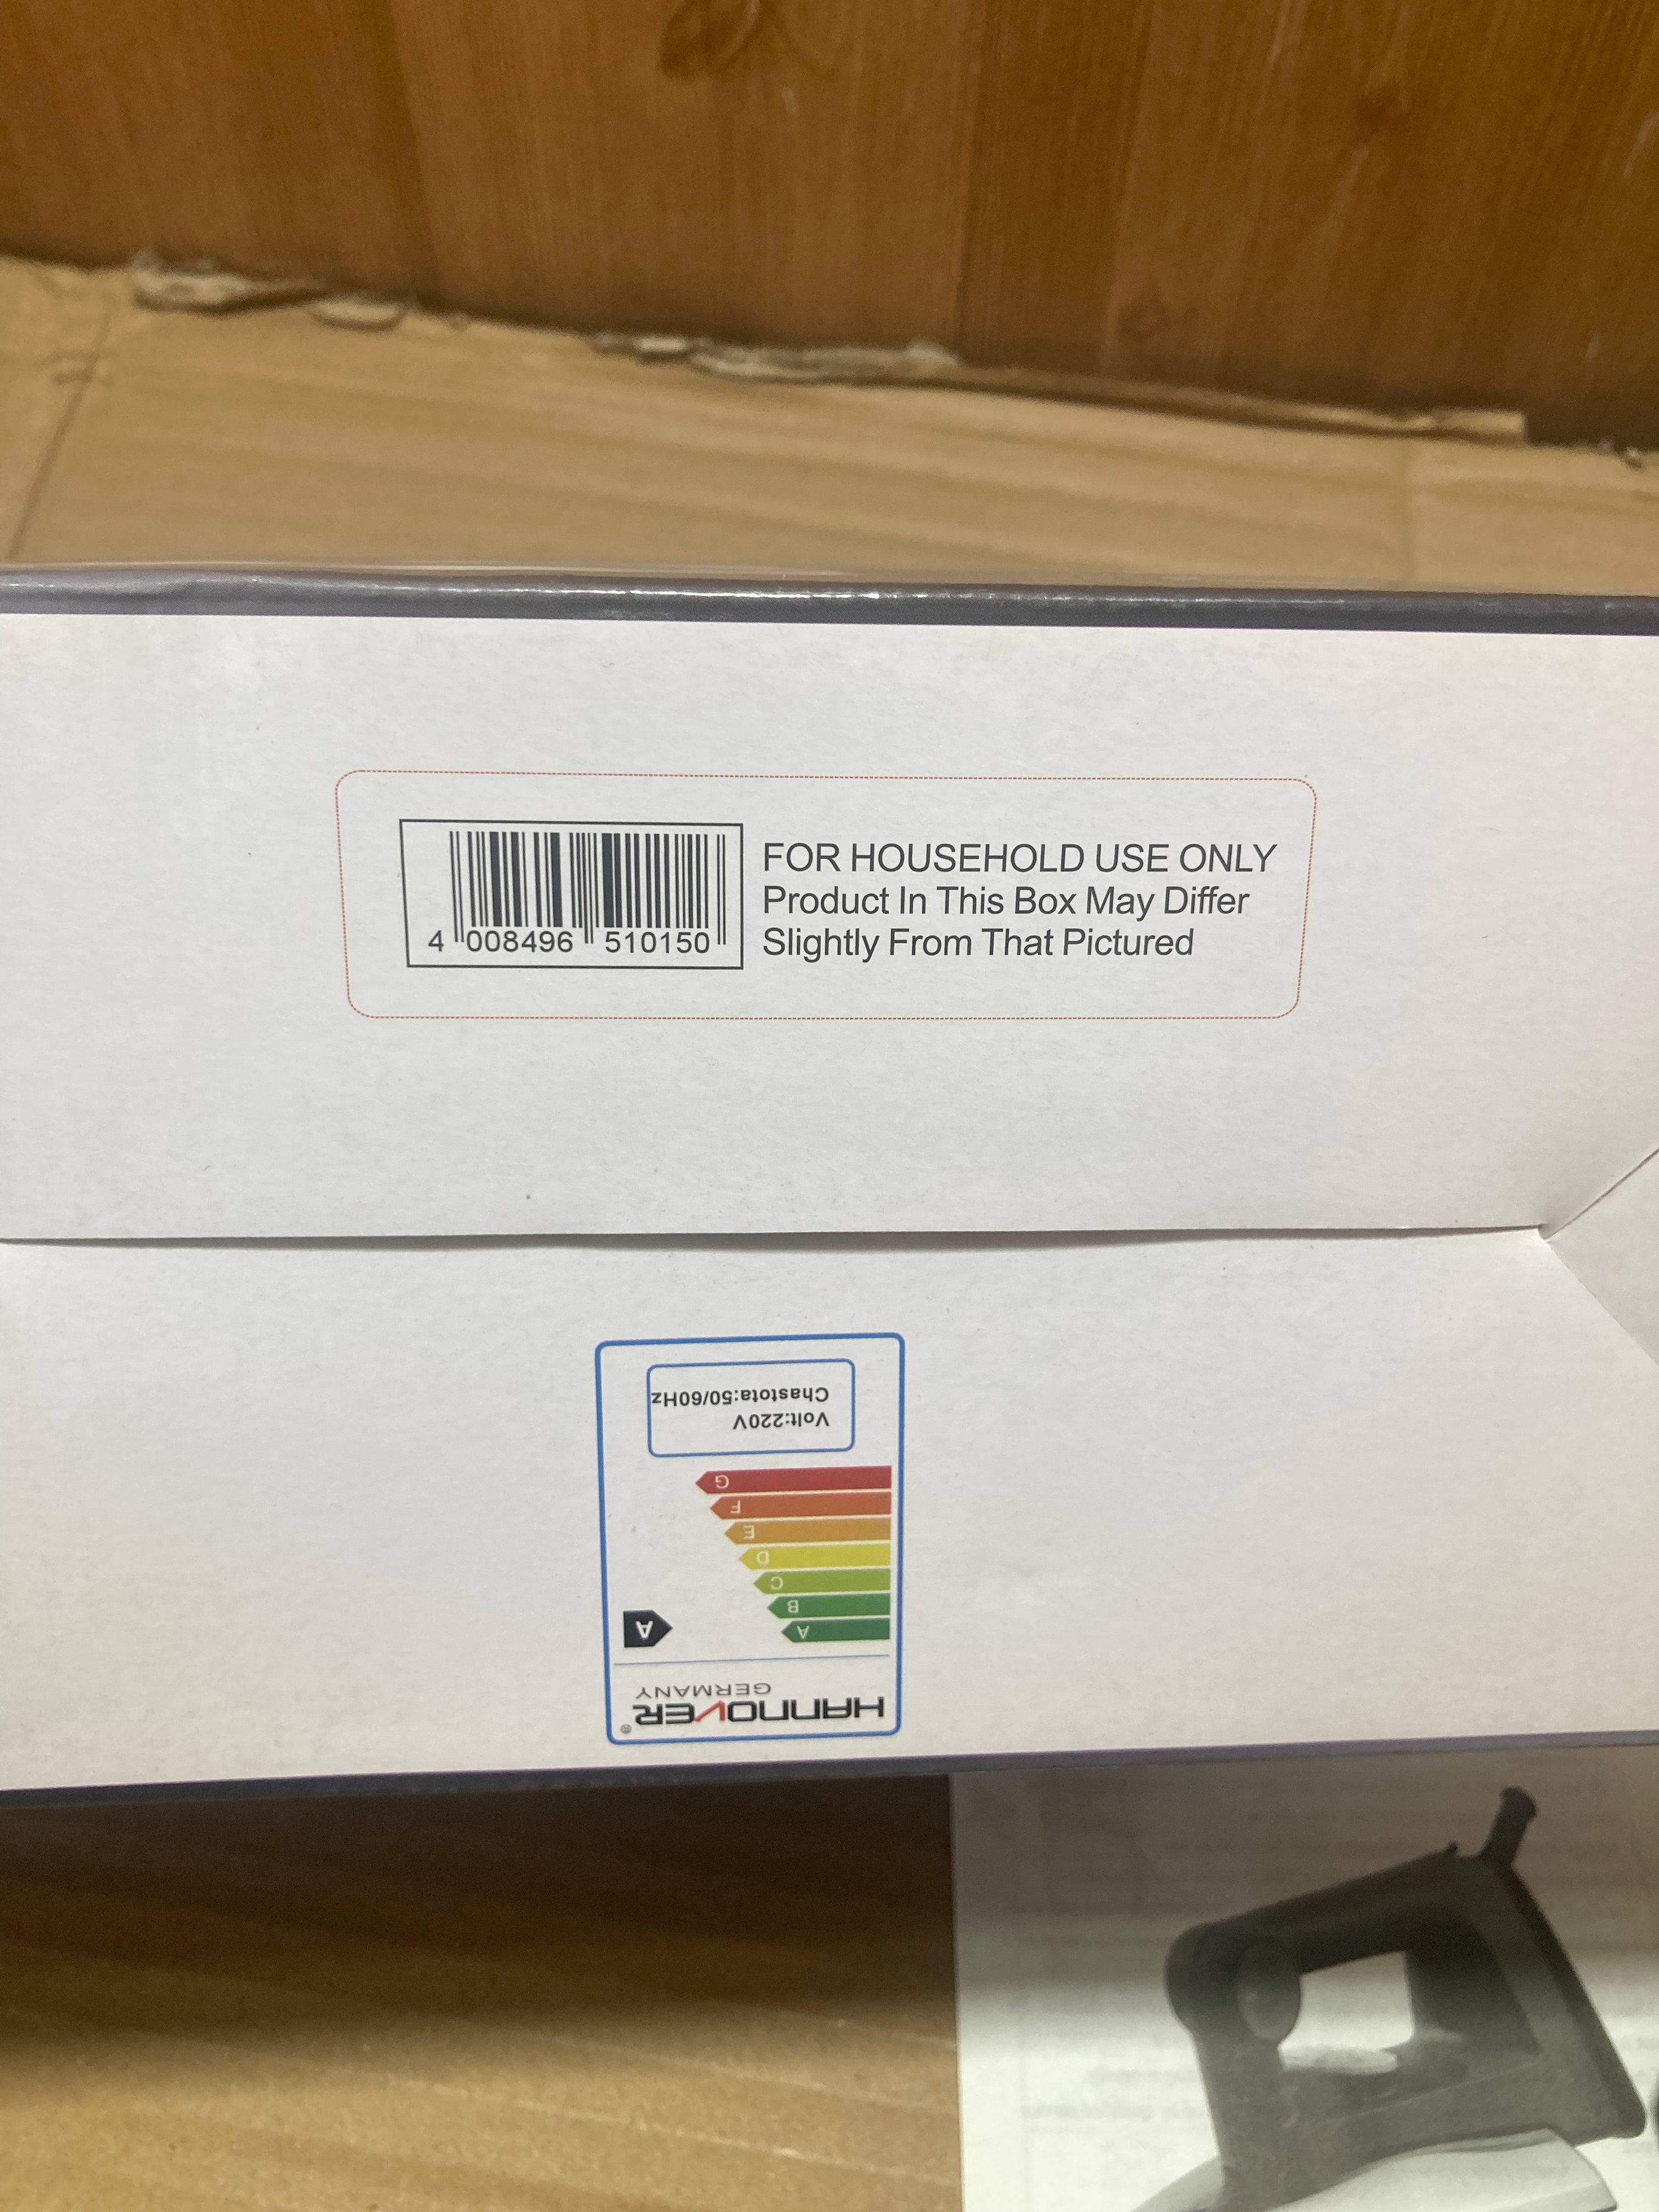 FOR HOUSEHOLD USE ONLY
Product In This Box May Differ
Slightly From That Pictured
4 008496 510150
HANNOVER®
GERMANY
A
A
B
C
D
E
F
G
Volt:220V
Chastota:50/60Hz